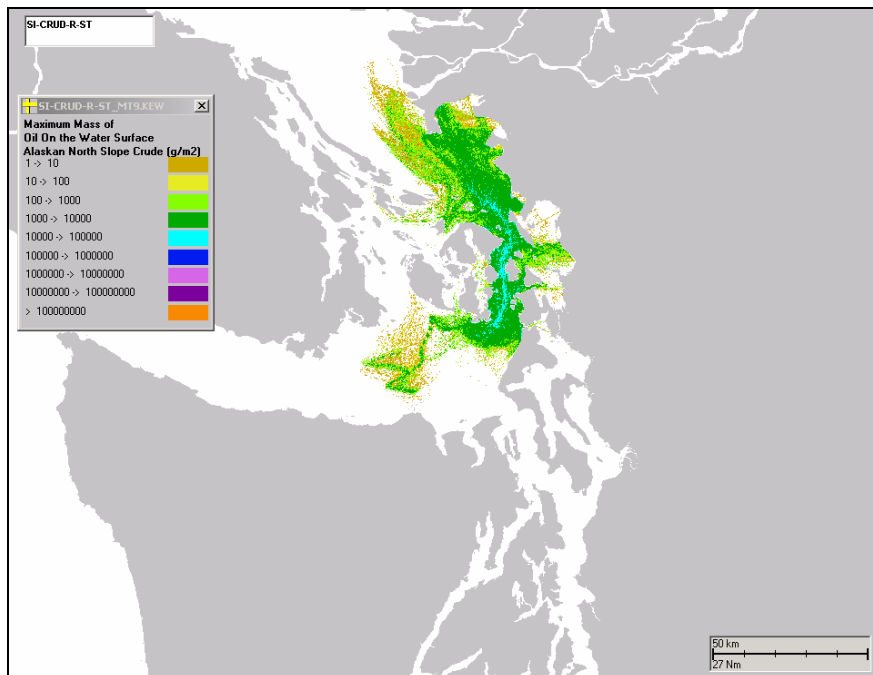 SI-CRUD-R-ST
SI-CRUD-R-ST_MT9.KEW
Maximum Mass of
Oil On the Water Surface
Alaskan North Slope Crude (g/m2)
1 -> 10
10 -> 100
100 -> 1000
1000 -> 10000
10000 -> 100000
100000 -> 1000000
1000000 -> 10000000
10000000 -> 100000000
> 100000000
50 km
27 Nm